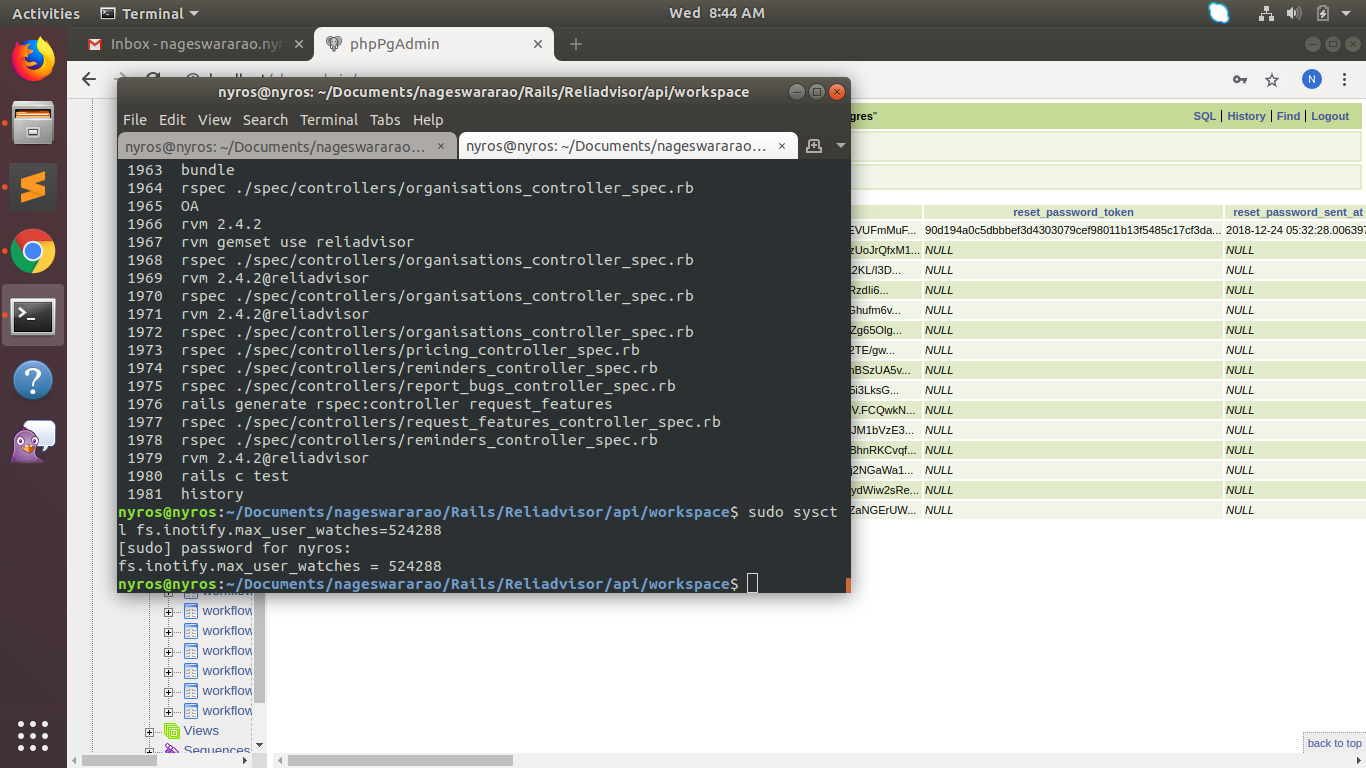 Activities
Terminal
Wed 8:44 AM
Inbox - nageswararao.nyr
phpPgAdmin
N
nyros@nyros: ~/Documents/nageswararao/Rails/Reliadvisor/api/workspace
File Edit View Search Terminal Tabs Help
nyros@nyros: ~/Documents/nageswararao...
nyros@nyros: ~/Documents/nageswararao...
1963 bundle
1964 rspec ./spec/controllers/organisations_controller_spec.rb
1965 OA
1966 rvm 2.4.2
1967 rvm gemset use reliadvisor
1968 rspec ./spec/controllers/organisations_controller_spec.rb
1969 rvm 2.4.2@reliadvisor
1970 rspec ./spec/controllers/organisations_controller_spec.rb
1971 rvm 2.4.2@reliadvisor
1972 rspec ./spec/controllers/organisations_controller_spec.rb
1973 rspec ./spec/controllers/pricing_controller_spec.rb
1974 rspec ./spec/controllers/reminders_controller_spec.rb
1975 rspec ./spec/controllers/report_bugs_controller_spec.rb
1976 rails generate rspec:controller request_features
1977 rspec ./spec/controllers/request_features_controller_spec.rb
1978 rspec ./spec/controllers/reminders_controller_spec.rb
1979 rvm 2.4.2@reliadvisor
1980 rails c test
1981 history
nyros@nyros:~/Documents/nageswararao/Rails/Reliadvisor/api/workspace$ sudo sysct
l fs.inotify.max_user_watches=524288
[sudo] password for nyros:
fs.inotify.max_user_watches = 524288
nyros@nyros:~/Documents/nageswararao/Rails/Reliadvisor/api/workspace$
gres"
SQL | History | Find | Logout
reset_password_token reset_password_sent_at
EVUFmMuF... 90d194a0c5dbbbef3d4303079cef98011b13f5485c17cf3da... 2018-12-24 05:32:28.006397
zUoJrQfxM1... NULL NULL
2KL/I3D... NULL NULL
RzdIi6... NULL NULL
Ghufm6v... NULL NULL
Zg65Olg... NULL NULL
2TE/gw... NULL NULL
nBSzUA5v... NULL NULL
5i3LksG... NULL NULL
V.FCQwkN... NULL NULL
JM1bVzE3... NULL NULL
BhnRKCvqf... NULL NULL
j2NGaWa1... NULL NULL
ydWiw2sRe... NULL NULL
ZaNGErUW... NULL NULL
workflow
workflow
workflow
workflow
workflow
workflow
Views
Sequences
back to top